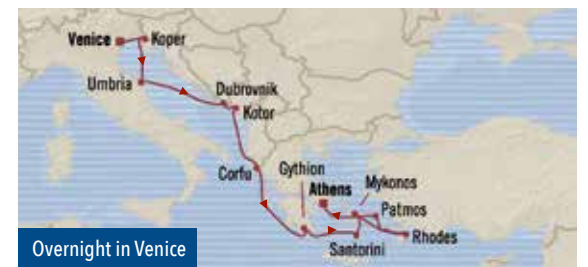 Venice
Koper
Umbria
Dubrovnik
Kotor
Corfu
Gythion
Athens
Mykonos
Patmos
Santorini
Rhodes
Overnight in Venice